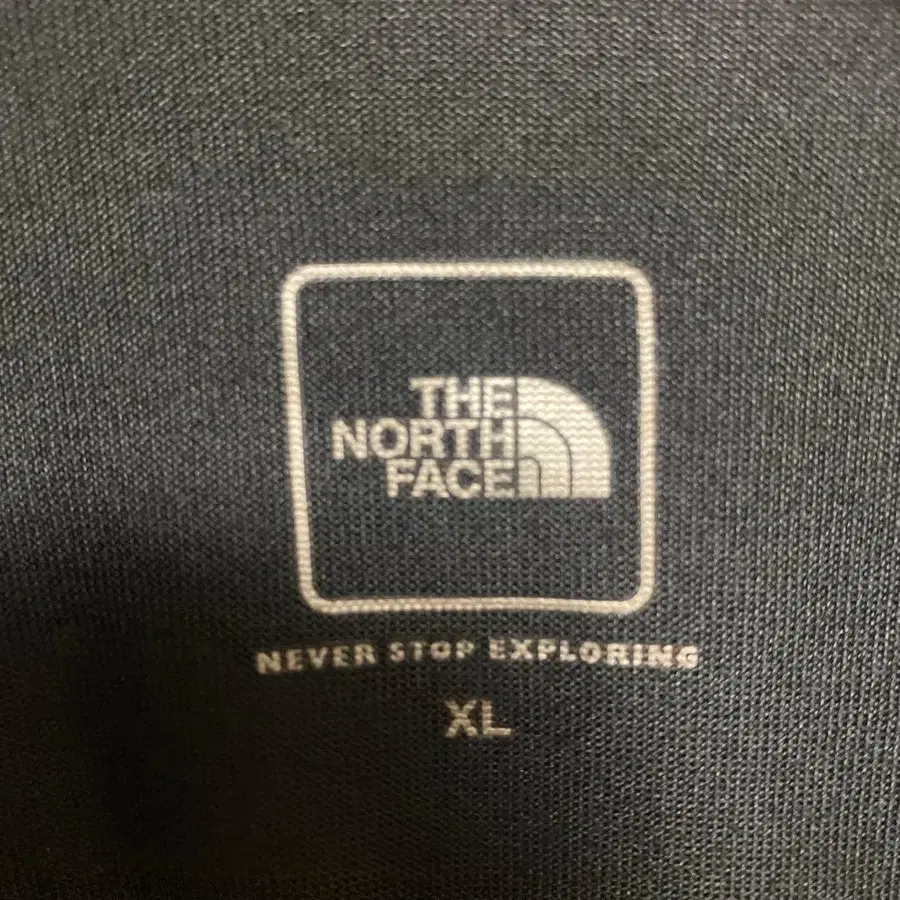 THE
NORTH
FACE
NEVER STOP EXPLORING
XL